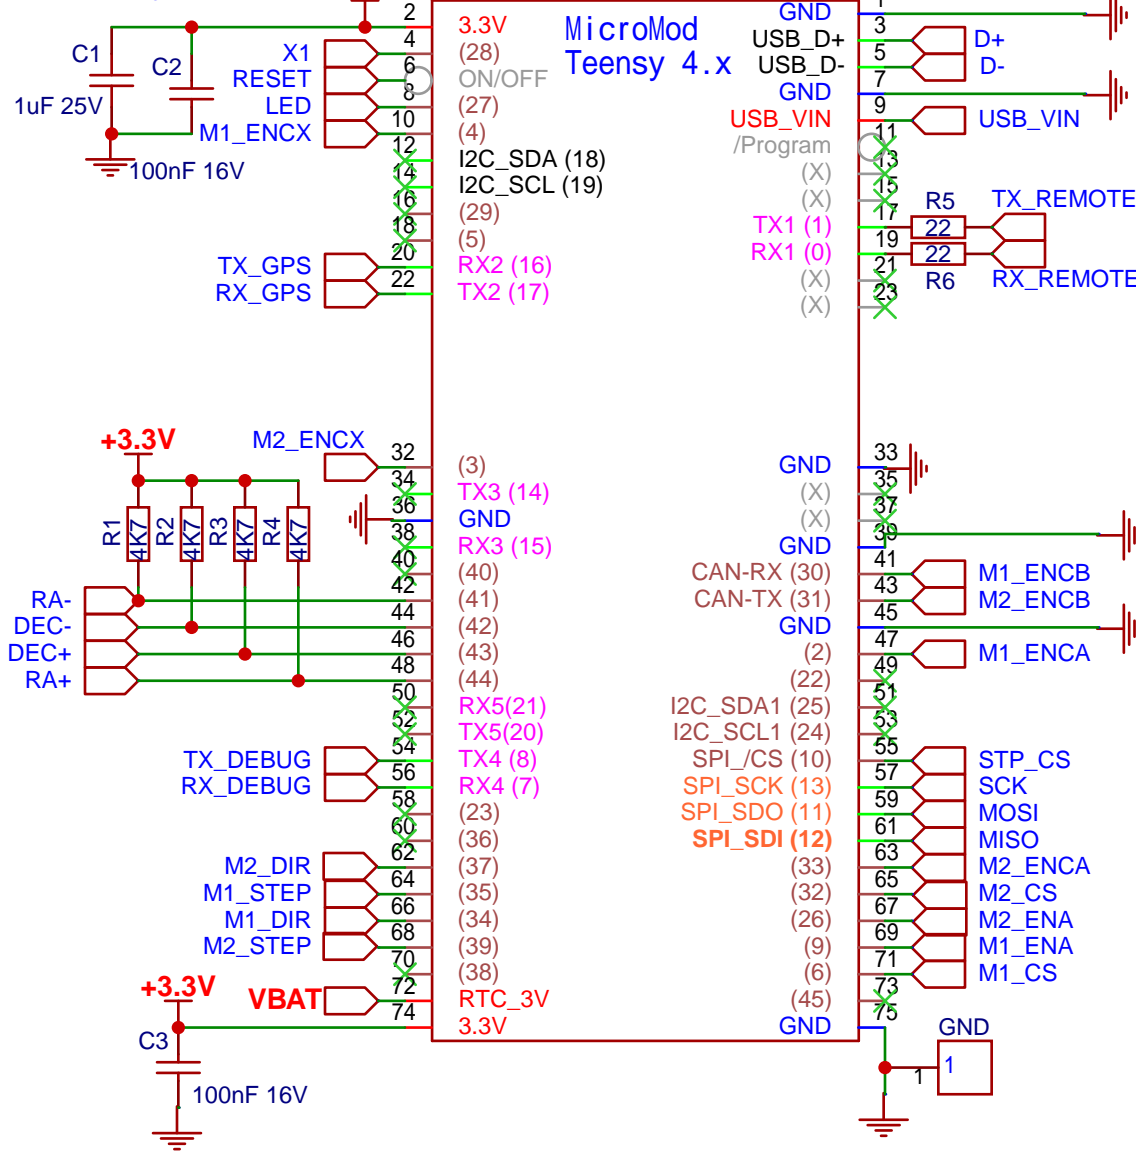 2 3.3V MicroMod GND 1
C1 4 (28) Teensy 4.x USB_D+ 3 D+
X1 USB_D- 5 D-
C2 RESET 6 ON/OFF GND 7
1uF 25V LED 8 (27) USB_VIN 9 USB_VIN
M1_ENCX 10 (4) /Program 11
100nF 16V 12 I2C_SDA (18) (X) 13
14 I2C_SCL (19) (X) 15
16 (29) TX1 (1) 17 R5 22 TX_REMOTE
18 (5) RX1 (0) 19 22 R6 RX_REMOTE
TX_GPS 20 RX2 (16) (X) 21
RX_GPS 22 TX2 (17) (X) 23
+3.3V M2_ENCX 32 (3) GND 33
34 TX3 (14) (X) 35
R1 4K7 R2 4K7 R3 4K7 R4 4K7 36 GND (X) 37
38 RX3 (15) GND 39
40 (40) CAN-RX (30) 41 M1_ENCB
RA- 42 (41) CAN-TX (31) 43 M2_ENCB
DEC- 44 (42) GND 45
DEC+ 46 (43) (2) 47 M1_ENCA
RA+ 48 (44) (22) 49
50 RX5(21) I2C_SDA1 (25) 51
52 TX5(20) I2C_SCL1 (24) 53
TX_DEBUG 54 TX4 (8) SPI_/CS (10) 55 STP_CS
RX_DEBUG 56 RX4 (7) SPI_SCK (13) 57 SCK
58 (23) SPI_SDO (11) 59 MOSI
60 (36) SPI_SDI (12) 61 MISO
M2_DIR 62 (37) (33) 63 M2_ENCA
M1_STEP 64 (35) (32) 65 M2_CS
M1_DIR 66 (34) (26) 67 M2_ENA
M2_STEP 68 (39) (9) 69 M1_ENA
70 (38) (6) 71 M1_CS
+3.3V VBAT 72 RTC_3V (45) 73
74 3.3V GND 75 GND
C3 1 1
100nF 16V